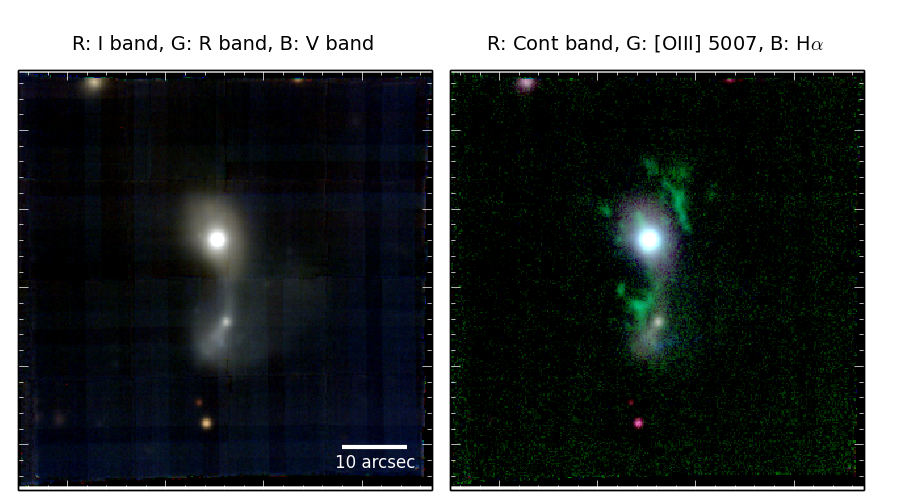 R: I band, G: R band, B: V band
R: Cont band, G: [OIII] 5007, B: Hα
10 arcsec